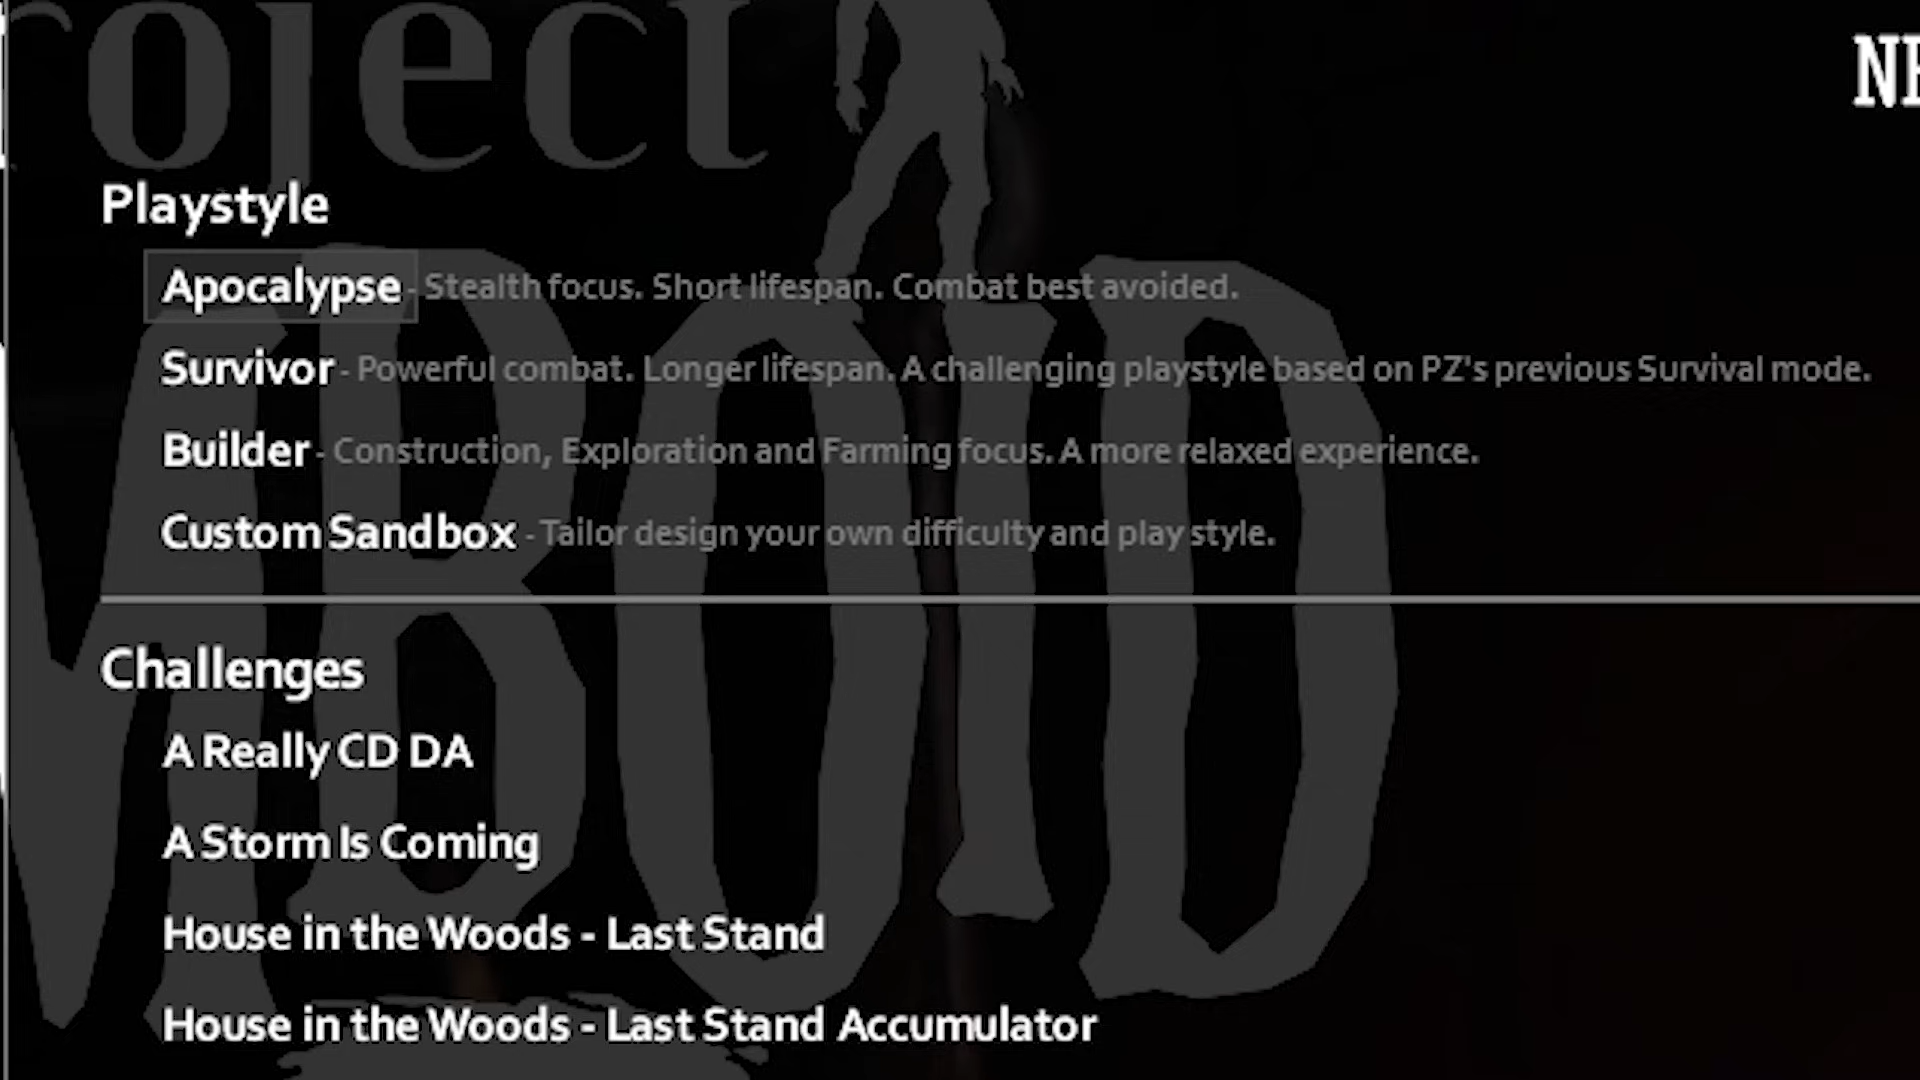 roject
NE
Playstyle
Apocalypse - Stealth focus. Short lifespan. Combat best avoided.
Survivor - Powerful combat. Longer lifespan. A challenging playstyle based on PZ's previous Survival mode.
Builder - Construction, Exploration and Farming focus. A more relaxed experience.
Custom Sandbox - Tailor design your own difficulty and play style.
MBOID
Challenges
A Really CD DA
A Storm Is Coming
House in the Woods - Last Stand
House in the Woods - Last Stand Accumulator